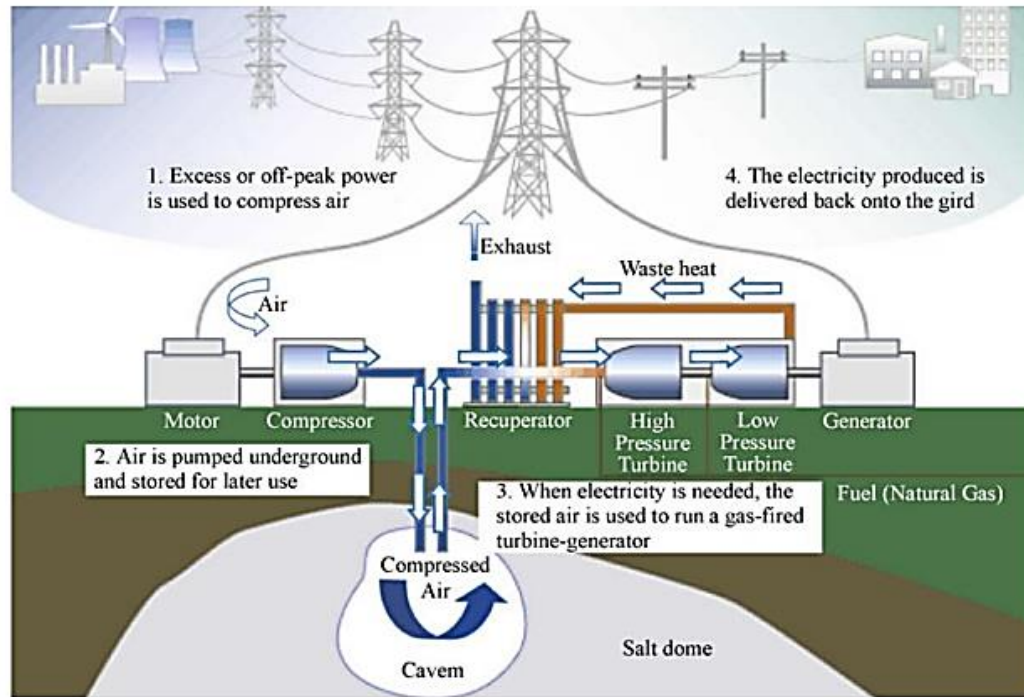 1. Excess or off-peak power
is used to compress air
4. The electricity produced is
delivered back onto the gird
Exhaust
Waste heat
Air
Motor
Compressor
Recuperator
High
Pressure
Turbine
Low
Pressure
Turbine
Generator
2. Air is pumped underground
and stored for later use
3. When electricity is needed, the
stored air is used to run a gas-fired
turbine-generator
Fuel (Natural Gas)
Compressed
Air
Cavem
Salt dome